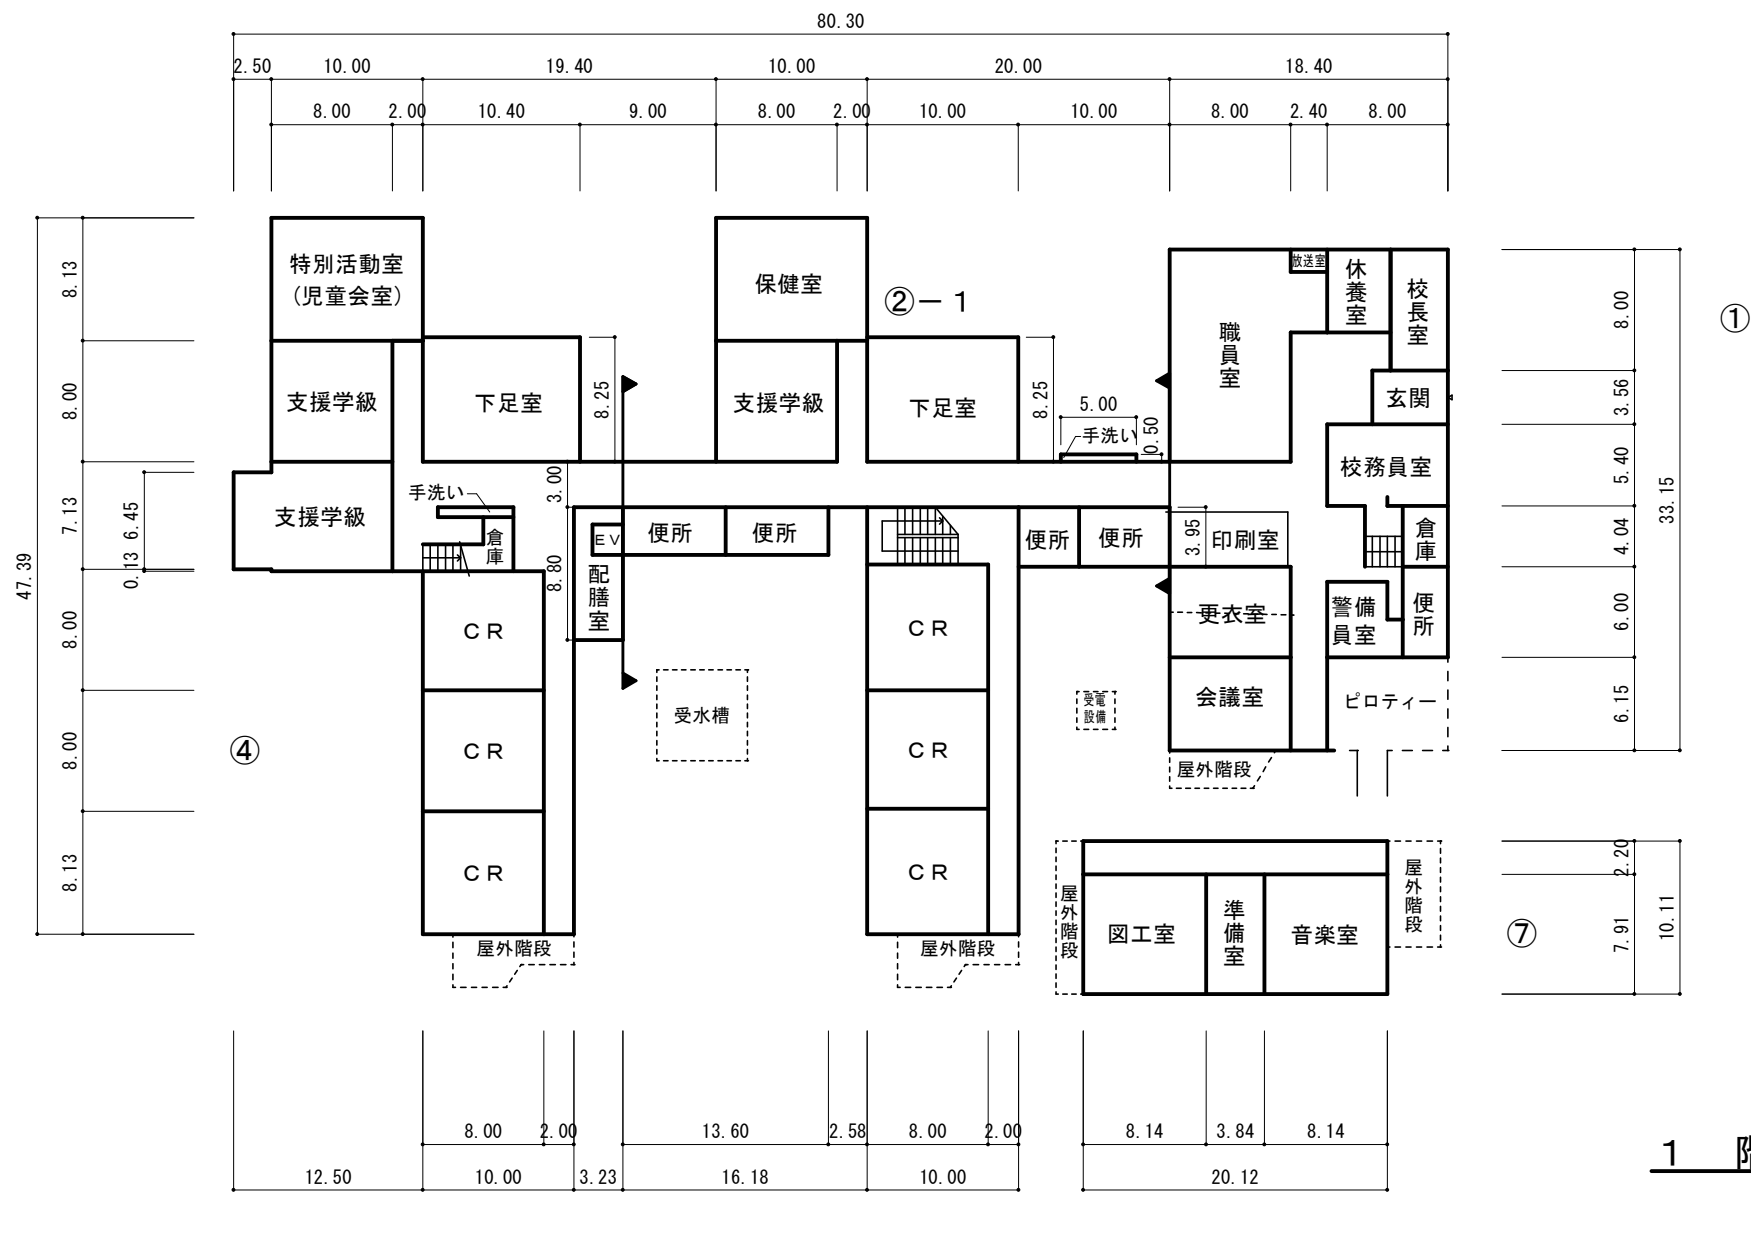 80.30
2.50 10.00 19.40 10.00 20.00 18.40
8.00 2.00 10.40 9.00 8.00 2.00 10.00 10.00 8.00 2.40 8.00
47.39
8.13
8.00
7.13
8.00
8.00
8.13
6.45
0.13
特別活動室
（児童会室）
支援学級
下足室
8.25
支援学級
手洗い
倉庫
3.00
8.80
EV
便所
便所
配膳室
CR
CR
CR
屋外階段
④
受水槽
保健室
②－1
支援学級
下足室
8.25
5.00
手洗い
0.50
便所
便所
3.95
CR
CR
CR
屋外階段
受電
設備
職員室
放送室
休養室
校長室
玄関
校務員室
印刷室
倉庫
更衣室
警備
員室
便所
会議室
ピロティー
屋外階段
8.00
3.56
5.40
4.04
6.00
6.15
33.15
①
屋外階段
図工室
準備室
音楽室
屋外階段
2.20
7.91
10.11
⑦
8.00 2.00 13.60 2.58 8.00 2.00 8.14 3.84 8.14
12.50 10.00 3.23 16.18 10.00 20.12
1